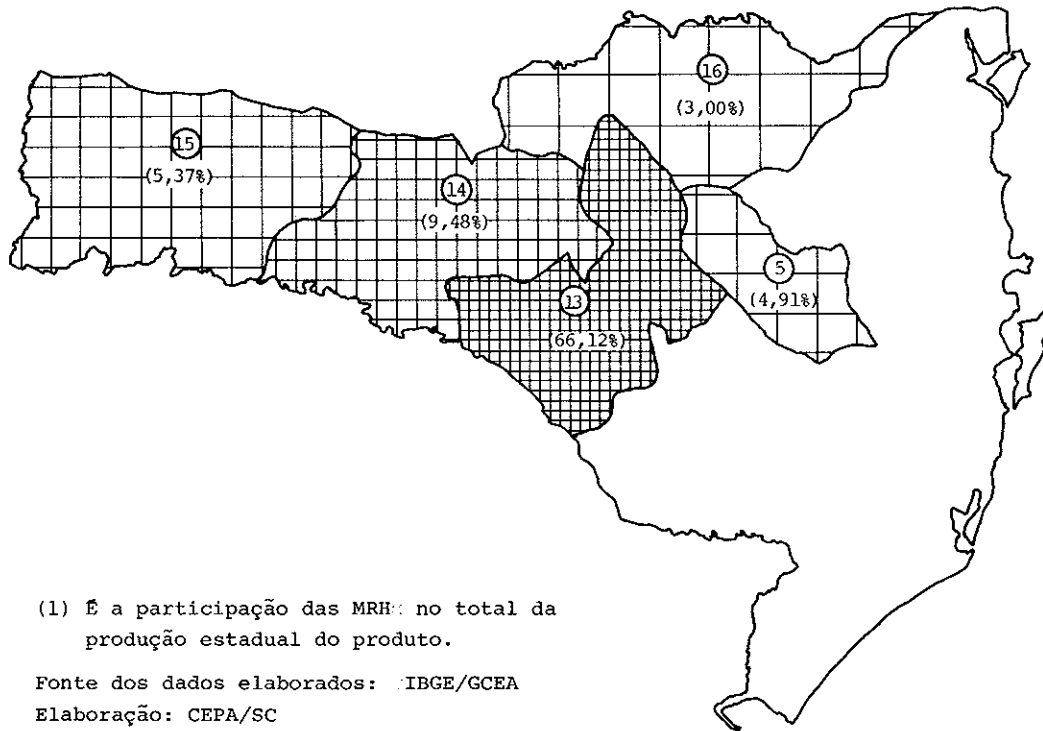 16
(3,00%)
15
(5,37%)
14
(9,48%)
5
(4,91%)
13
(66,12%)
(1) É a participação das MRH no total da
produção estadual do produto.
Fonte dos dados elaborados: IBGE/GCEA
Elaboração: CEPA/SC